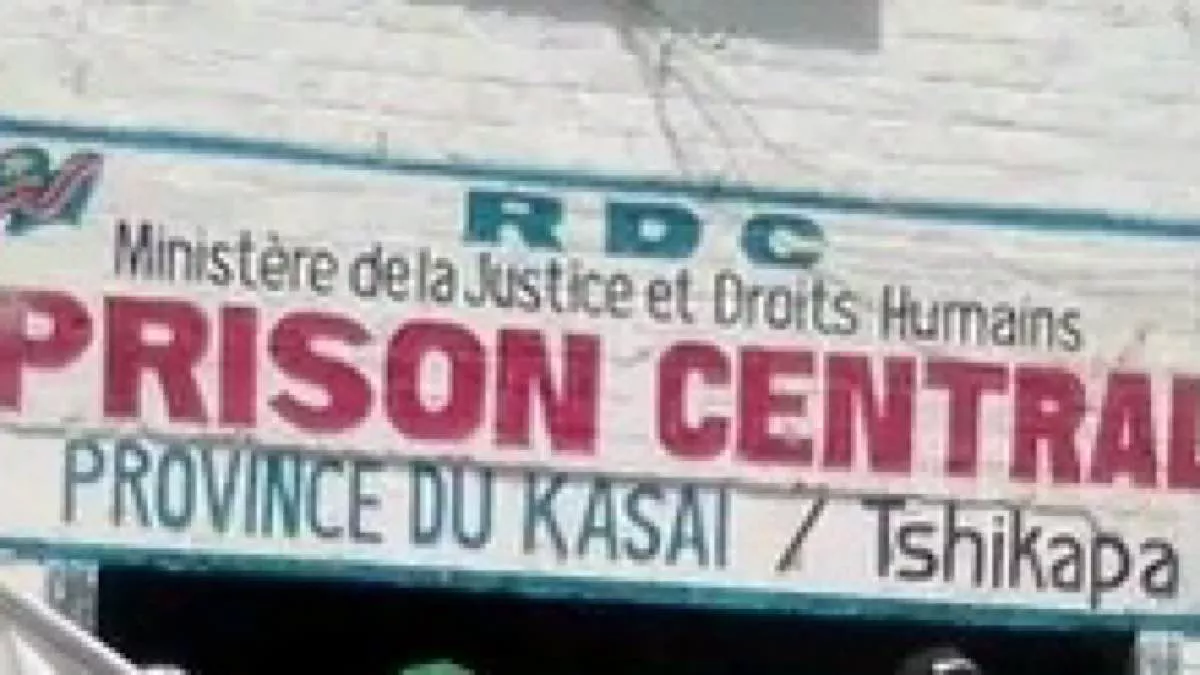 RDC
Ministère de la Justice et Droits Humains
PRISON CENTRAL
PROVINCE DU KASAI / Tshikapa